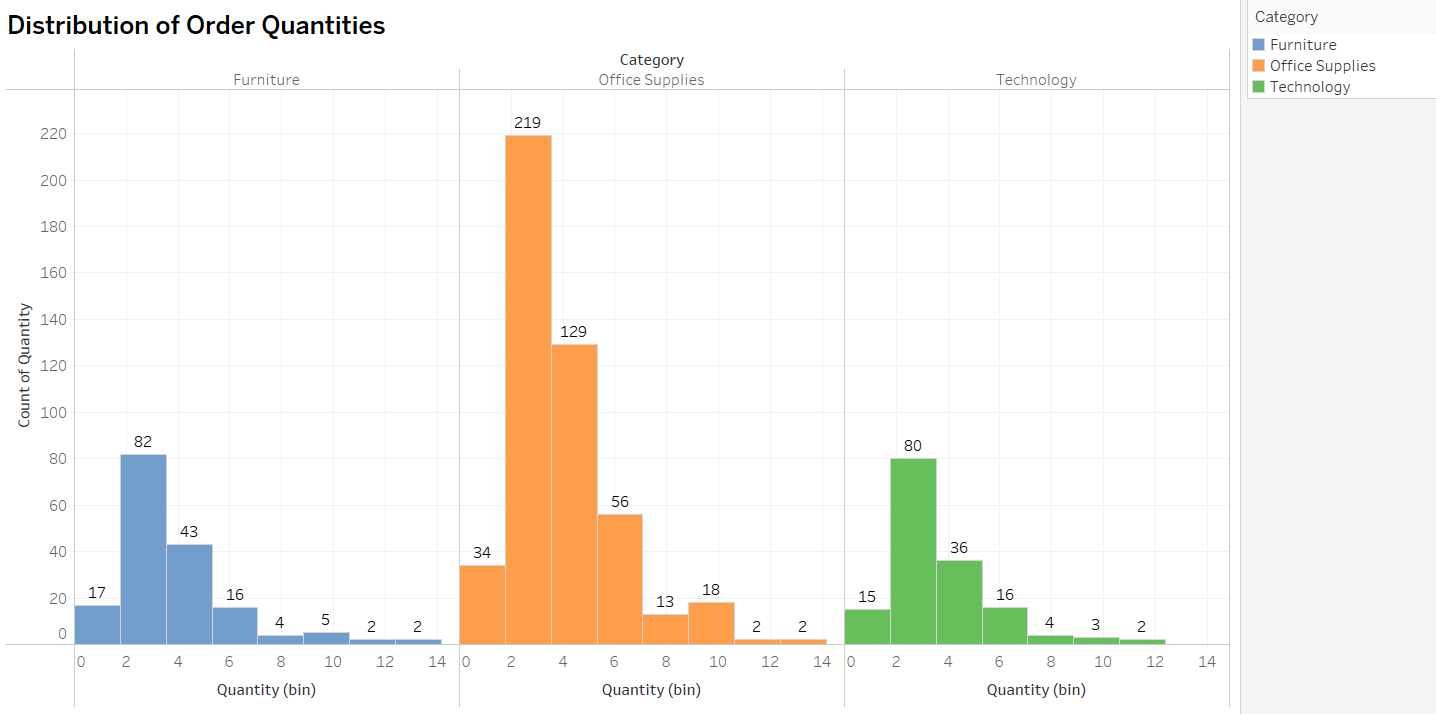 Distribution of Order Quantities
Category
Furniture
Office Supplies
Technology
Category
Furniture Office Supplies Technology
Count of Quantity
220
200
180
160
140
120
100
80
60
40
20
0
17 82 43 16 4 5 2 2
34 219 129 56 13 18 2 2
15 80 36 16 4 3 2
0 2 4 6 8 10 12 14
0 2 4 6 8 10 12 14
0 2 4 6 8 10 12 14
Quantity (bin) Quantity (bin) Quantity (bin)